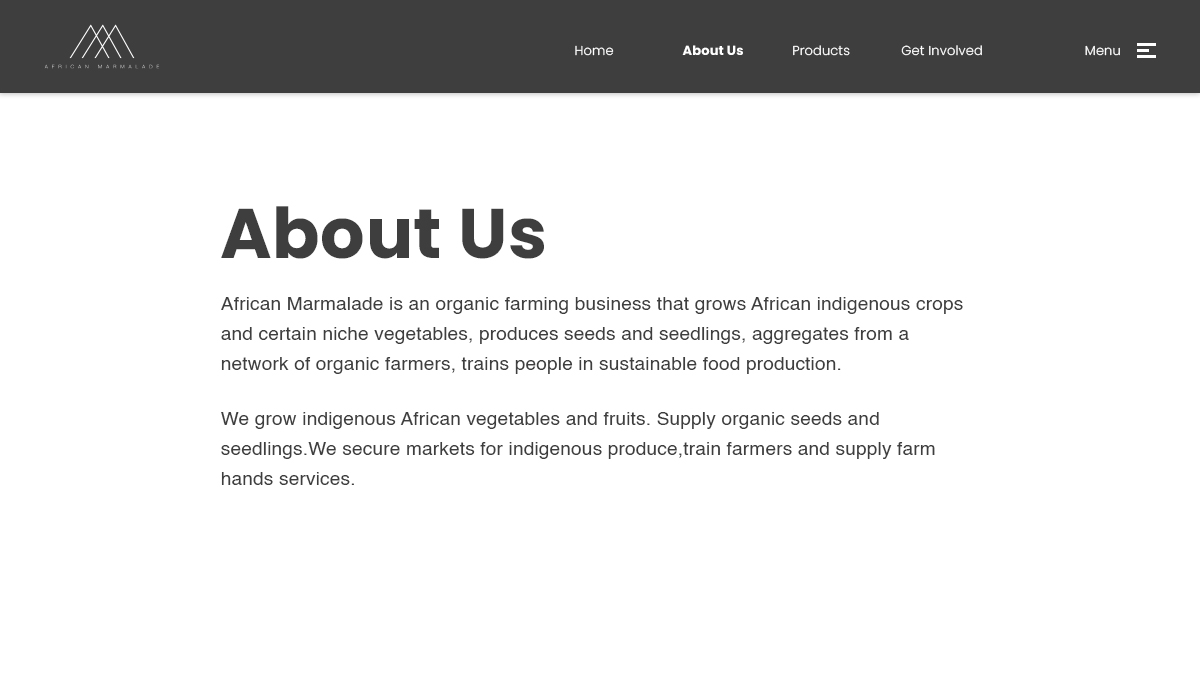 AFRICAN MARMALADE
Home
About Us
Products
Get Involved
Menu
About Us
African Marmalade is an organic farming business that grows African indigenous crops
and certain niche vegetables, produces seeds and seedlings, aggregates from a
network of organic farmers, trains people in sustainable food production.
We grow indigenous African vegetables and fruits. Supply organic seeds and
seedlings.We secure markets for indigenous produce,train farmers and supply farm
hands services.